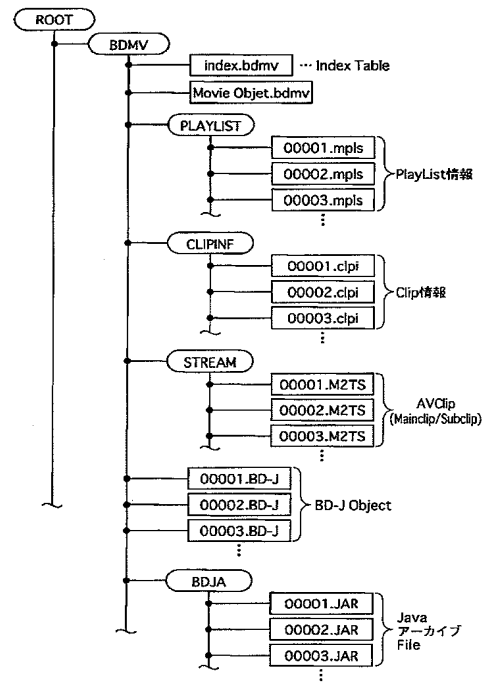 ROOT
BDMV
index.bdmv … Index Table
Movie Objet.bdmv
PLAYLIST
00001.mpls
00002.mpls
PlayList情報
00003.mpls
⋮
CLIPINF
00001.clpi
00002.clpi
Clip情報
00003.clpi
⋮
STREAM
00001.M2TS
00002.M2TS
AVClip
(Mainclip/Subclip)
00003.M2TS
⋮
00001.BD-J
00002.BD-J
BD-J Object
00003.BD-J
⋮
BDJA
00001.JAR
00002.JAR
00003.JAR
Java
アーカイブ
File
⋮